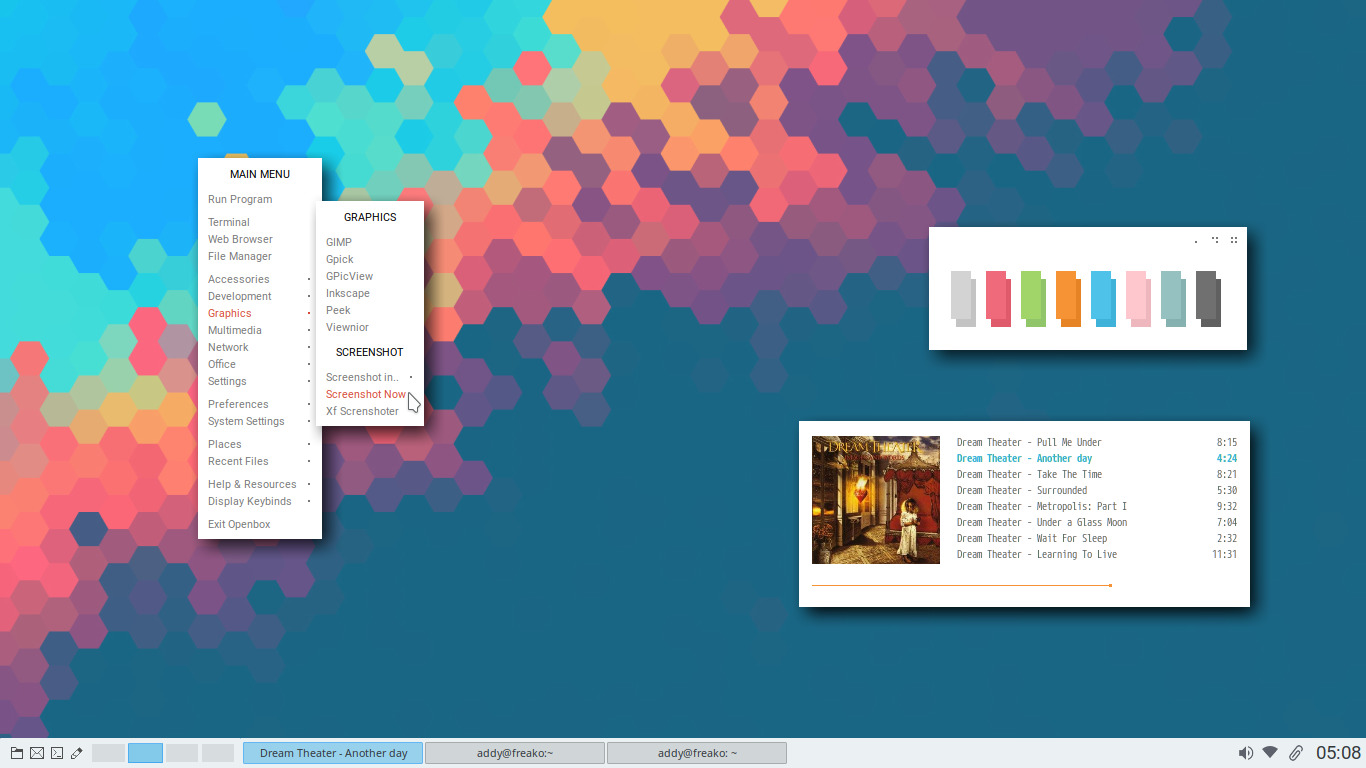 MAIN MENU
Run Program
Terminal
Web Browser
File Manager
Accessories
Development
Graphics
Multimedia
Network
Office
Settings
Preferences
System Settings
Places
Recent Files
Help & Resources
Display Keybinds
Exit Openbox
GRAPHICS
GIMP
Gpick
GPicView
Inkscape
Peek
Viewnior
SCREENSHOT
Screenshot in..
Screenshot Now
Xf Screnshoter
DREAM THEATER
Dream Theater - Pull Me Under 8:15
Dream Theater - Another day 4:24
Dream Theater - Take The Time 8:21
Dream Theater - Surrounded 5:30
Dream Theater - Metropolis: Part I 9:32
Dream Theater - Under a Glass Moon 7:04
Dream Theater - Wait For Sleep 2:32
Dream Theater - Learning To Live 11:31
Dream Theater - Another day
addy@freako:~
addy@freako: ~
05:08